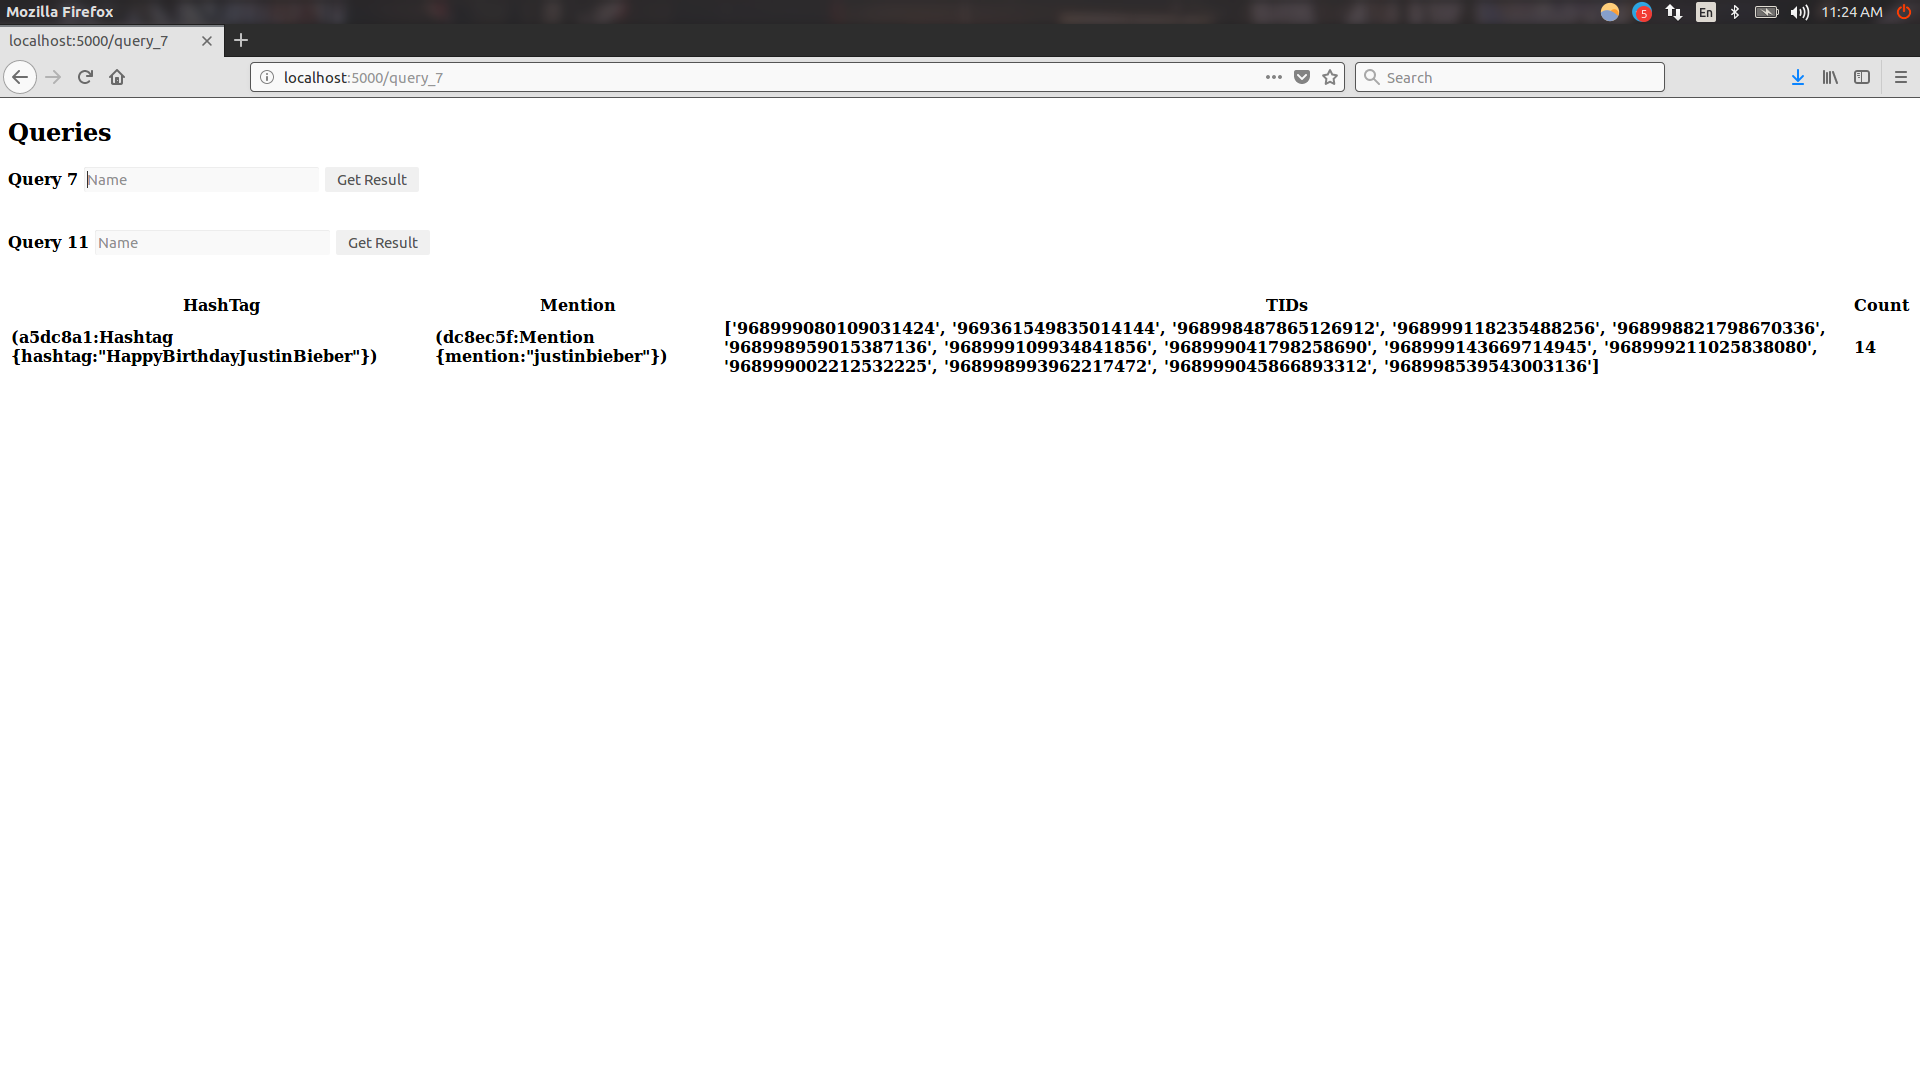 Mozilla Firefox
5
En
11:24 AM
localhost:5000/query_7
localhost:5000/query_7
Search
Queries
Query 7 Name Get Result
Query 11 Name Get Result
HashTag Mention TIDs Count
(a5dc8a1:Hashtag
{hashtag:"HappyBirthdayJustinBieber"})
(dc8ec5f:Mention
{mention:"justinbieber"})
['968999080109031424', '969361549835014144', '968998487865126912', '968999118235488256', '968998821798670336',
'968998959015387136', '968999109934841856', '968999041798258690', '968999143669714945', '968999211025838080',
'968999002212532225', '968998993962217472', '968999045866893312', '968998539543003136']
14